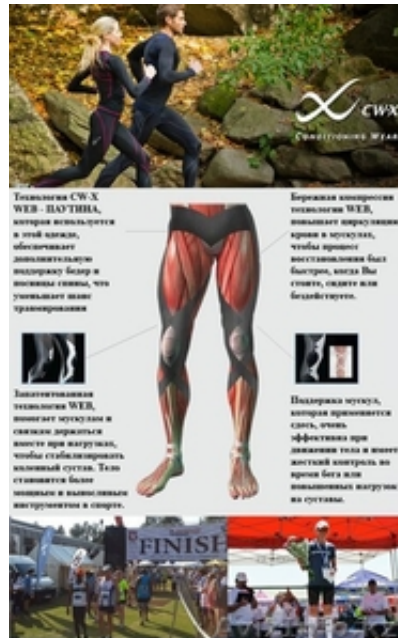 CW-X
CONDITIONING WEAR
Технология CW-X
WEB - ПАУТИНА,
которая используется
в этой одежде,
обеспечивает
дополнительную
поддержку бедер и
поясницы спины, что
уменьшает шанс
травмирования
Бережная компрессия
технологии WEB,
повышает циркуляцию
крови в мускулах,
чтобы процесс
восстановления был
быстрее, когда Вы
стоите, сидите или
бездействуете.
Запатентованная
технология WEB,
помогает мускулам и
связкам держаться
вместе при нагрузках,
чтобы стабилизировать
коленный сустав. Тело
становится более
мощным и выносливым
инструментом в спорте.
Поддержка мускул,
которая применяется
здесь, очень
эффективна при
движении тела и имеет
жесткий контроль во
время бега или
повышенных нагрузок
на суставы.
FINISH